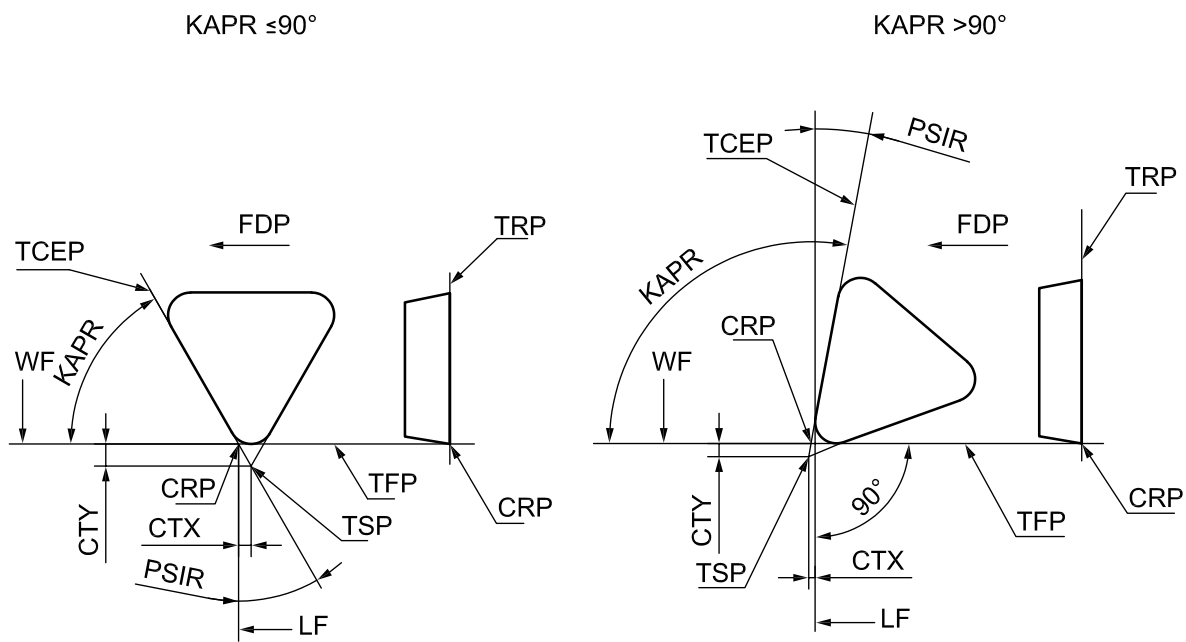 KAPR ≤90°
KAPR >90°
TCEP
FDP
TRP
KAPR
WF
CRP
TFP
CRP
CTY
CTX
TSP
PSIR
LF
TCEP
PSIR
TRP
FDP
KAPR
CRP
WF
CTY
90°
TFP
CRP
TSP
CTX
LF